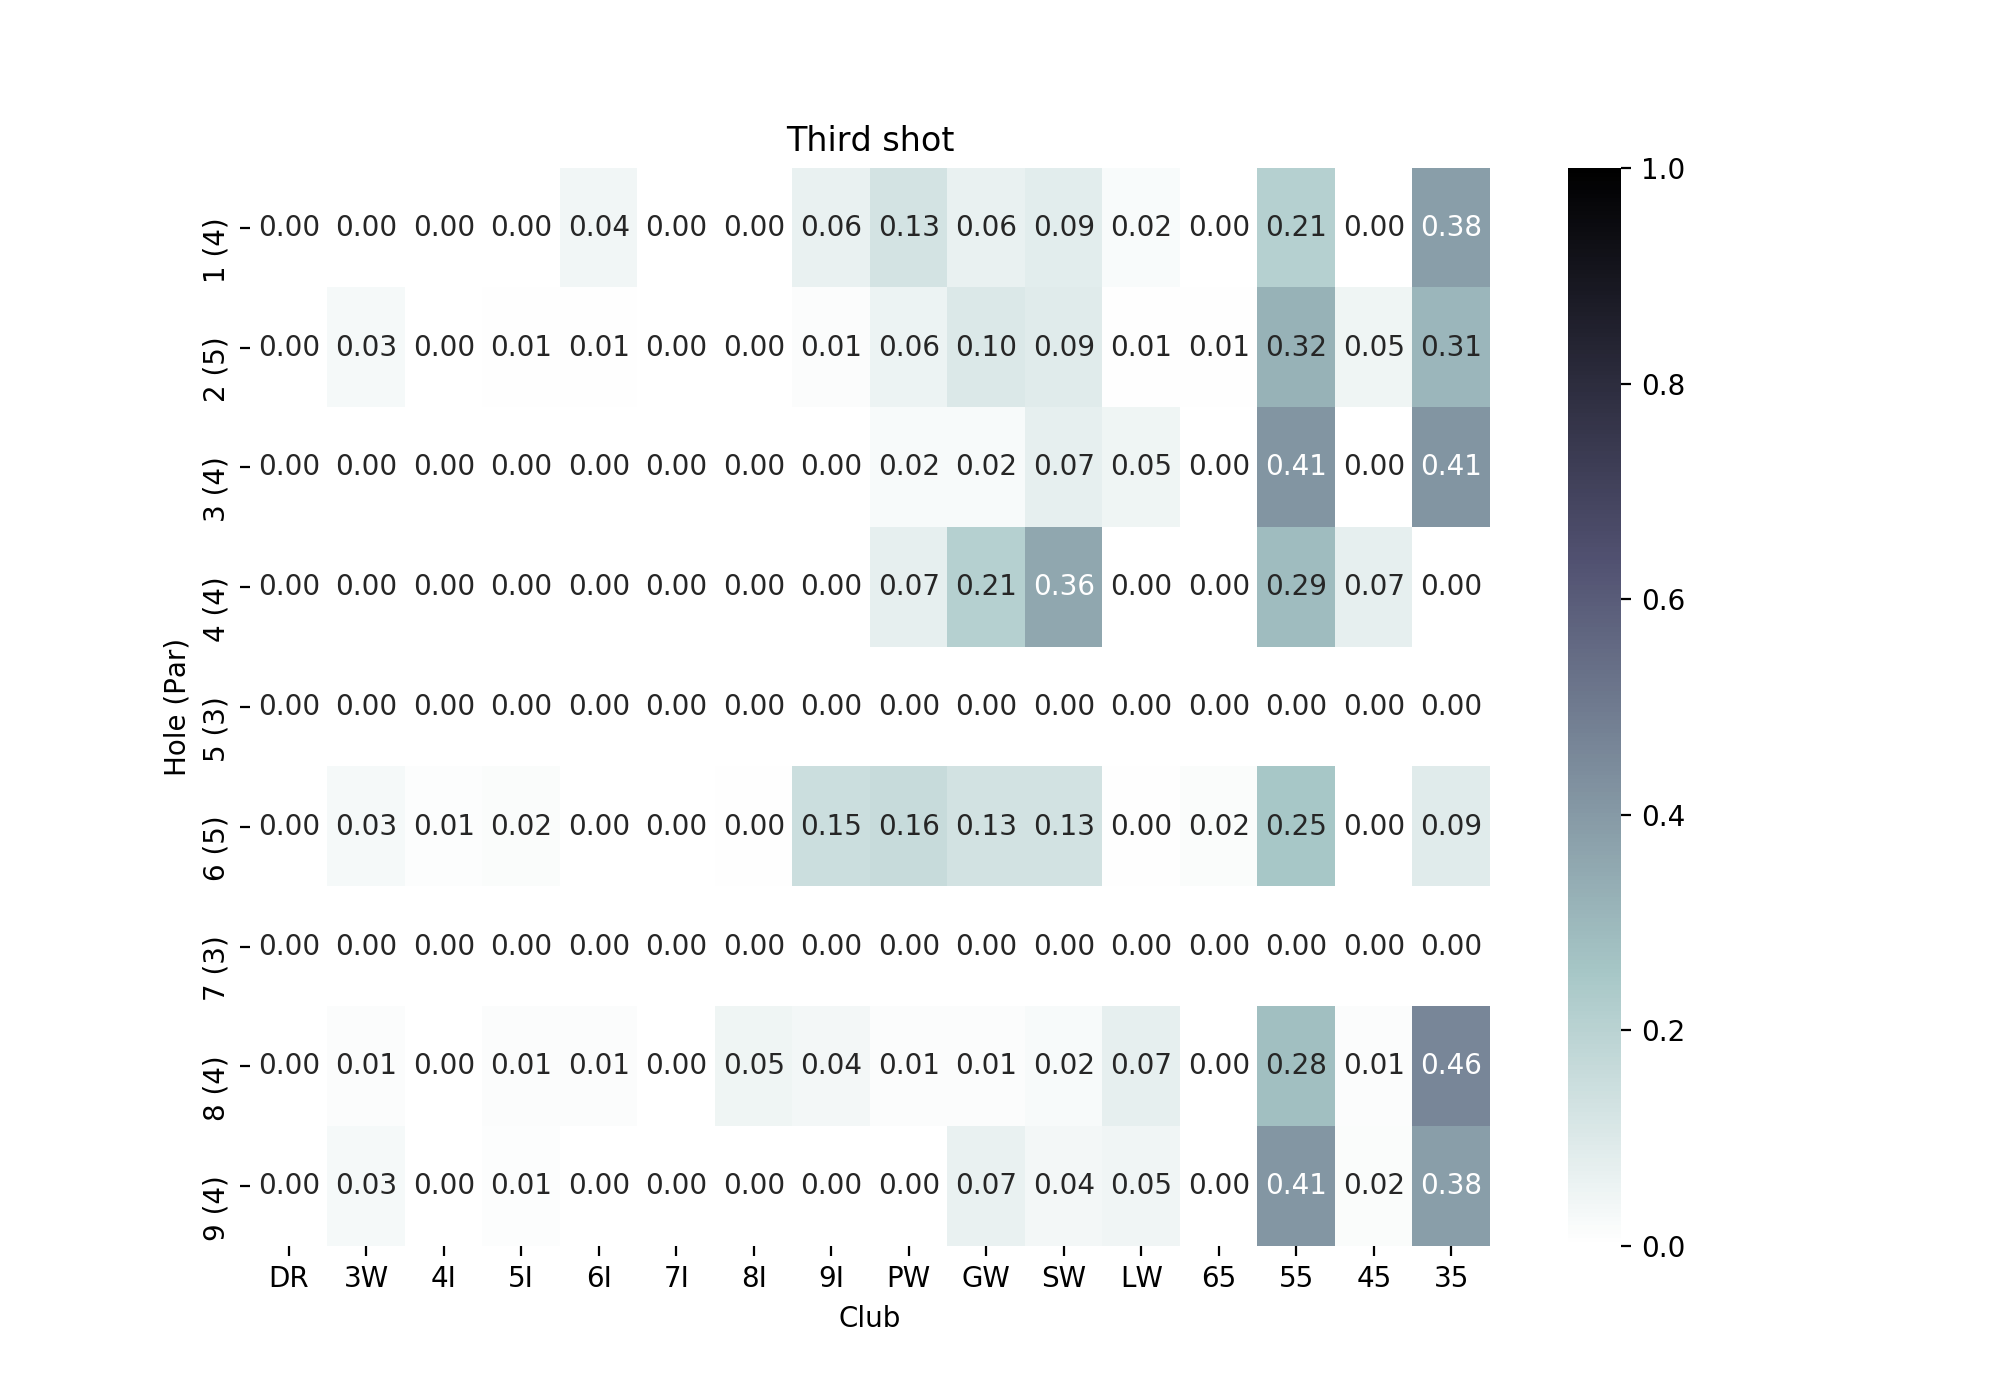 Third shot
Hole (Par)
1 (4) 0.00 0.00 0.00 0.00 0.04 0.00 0.00 0.06 0.13 0.06 0.09 0.02 0.00 0.21 0.00 0.38
2 (5) 0.00 0.03 0.00 0.01 0.01 0.00 0.00 0.01 0.06 0.10 0.09 0.01 0.01 0.32 0.05 0.31
3 (4) 0.00 0.00 0.00 0.00 0.00 0.00 0.00 0.00 0.02 0.02 0.07 0.05 0.00 0.41 0.00 0.41
4 (4) 0.00 0.00 0.00 0.00 0.00 0.00 0.00 0.00 0.07 0.21 0.36 0.00 0.00 0.29 0.07 0.00
5 (3) 0.00 0.00 0.00 0.00 0.00 0.00 0.00 0.00 0.00 0.00 0.00 0.00 0.00 0.00 0.00 0.00
6 (5) 0.00 0.03 0.01 0.02 0.00 0.00 0.00 0.15 0.16 0.13 0.13 0.00 0.02 0.25 0.00 0.09
7 (3) 0.00 0.00 0.00 0.00 0.00 0.00 0.00 0.00 0.00 0.00 0.00 0.00 0.00 0.00 0.00 0.00
8 (4) 0.00 0.01 0.00 0.01 0.01 0.00 0.05 0.04 0.01 0.01 0.02 0.07 0.00 0.28 0.01 0.46
9 (4) 0.00 0.03 0.00 0.01 0.00 0.00 0.00 0.00 0.00 0.07 0.04 0.05 0.00 0.41 0.02 0.38
DR 3W 4I 5I 6I 7I 8I 9I PW GW SW LW 65 55 45 35
Club
1.0
0.8
0.6
0.4
0.2
0.0